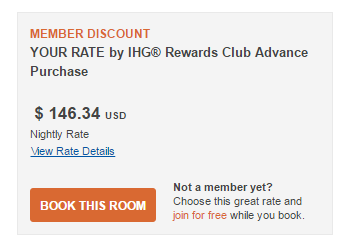 MEMBER DISCOUNT
YOUR RATE by IHG® Rewards Club Advance
Purchase
$ 146.34 USD
Nightly Rate
View Rate Details
BOOK THIS ROOM
Not a member yet?
Choose this great rate and
join for free while you book.